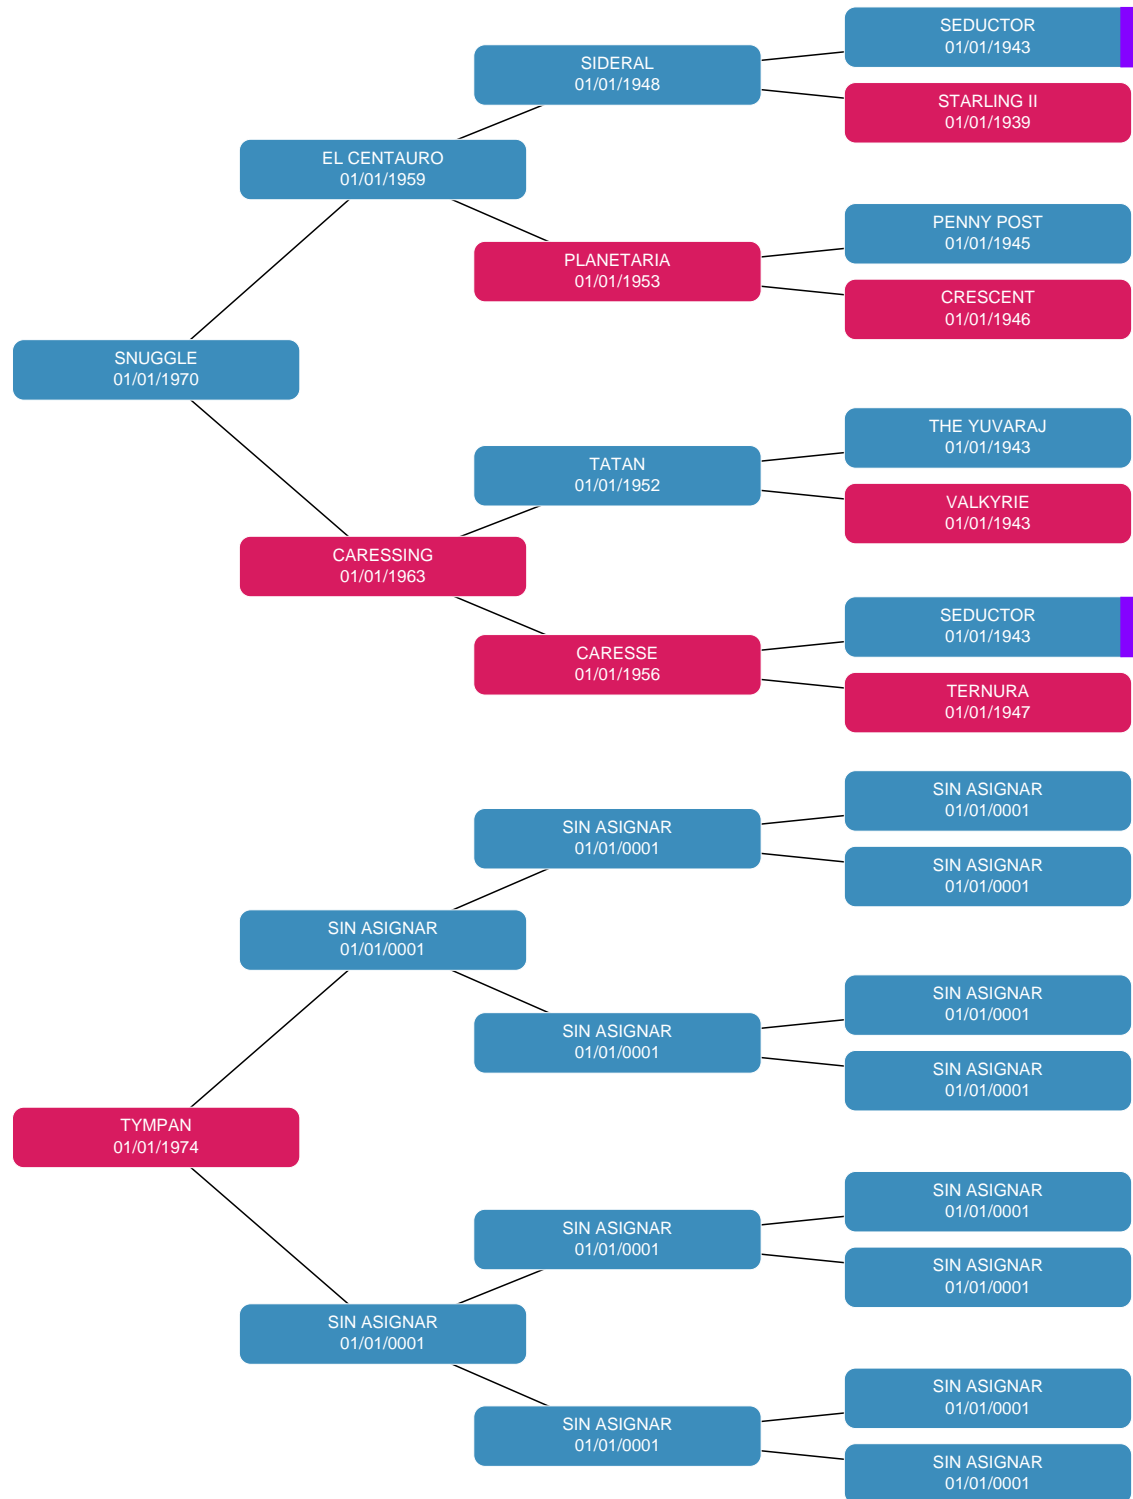 SEDUCTOR
01/01/1943
SIDERAL
01/01/1948
STARLING II
01/01/1939
EL CENTAURO
01/01/1959
PENNY POST
01/01/1945
PLANETARIA
01/01/1953
CRESCENT
01/01/1946
SNUGGLE
01/01/1970
THE YUVARAJ
01/01/1943
TATAN
01/01/1952
VALKYRIE
01/01/1943
CARESSING
01/01/1963
SEDUCTOR
01/01/1943
CARESSE
01/01/1956
TERNURA
01/01/1947
SIN ASIGNAR
01/01/0001
SIN ASIGNAR
01/01/0001
SIN ASIGNAR
01/01/0001
SIN ASIGNAR
01/01/0001
SIN ASIGNAR
01/01/0001
SIN ASIGNAR
01/01/0001
SIN ASIGNAR
01/01/0001
TYMPAN
01/01/1974
SIN ASIGNAR
01/01/0001
SIN ASIGNAR
01/01/0001
SIN ASIGNAR
01/01/0001
SIN ASIGNAR
01/01/0001
SIN ASIGNAR
01/01/0001
SIN ASIGNAR
01/01/0001
SIN ASIGNAR
01/01/0001